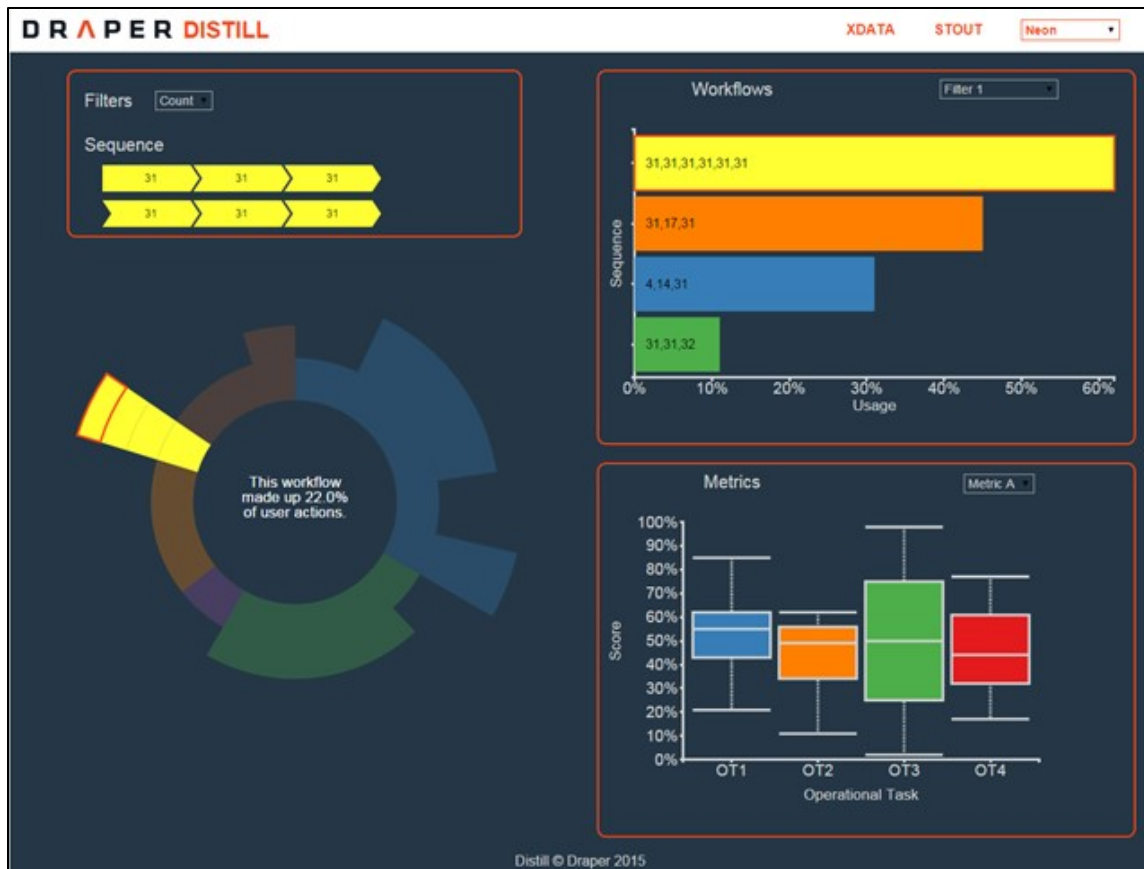 DRAPER DISTILL
XDATA STOUT Neon
Filters Count
Sequence
31 31 31
31 31 31
This workflow
made up 22.0%
of user actions.
Workflows Filter 1
31,31,31,31,31,31
31,17,31
4,14,31
31,31,32
Sequence
0% 10% 20% 30% 40% 50% 60%
Usage
Metrics Metric A
100%
90%
80%
70%
60%
50%
40%
30%
20%
10%
0%
Score
OT1 OT2 OT3 OT4
Operational Task
Distill © Draper 2015